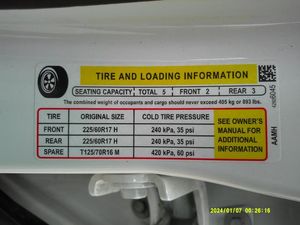 TIRE AND LOADING INFORMATION
SEATING CAPACITY TOTAL 5 FRONT 2 REAR 3
The combined weight of occupants and cargo should never exceed 405 kg or 893 lbs.
TIRE ORIGINAL SIZE COLD TIRE PRESSURE
FRONT 225/60R17 H 240 kPa, 35 psi
REAR 225/60R17 H 240 kPa, 35 psi
SPARE T125/70R16 M 420 kPa, 60 psi
SEE OWNER'S
MANUAL FOR
ADDITIONAL
INFORMATION
AAMH
2024/01/07 00:26:16